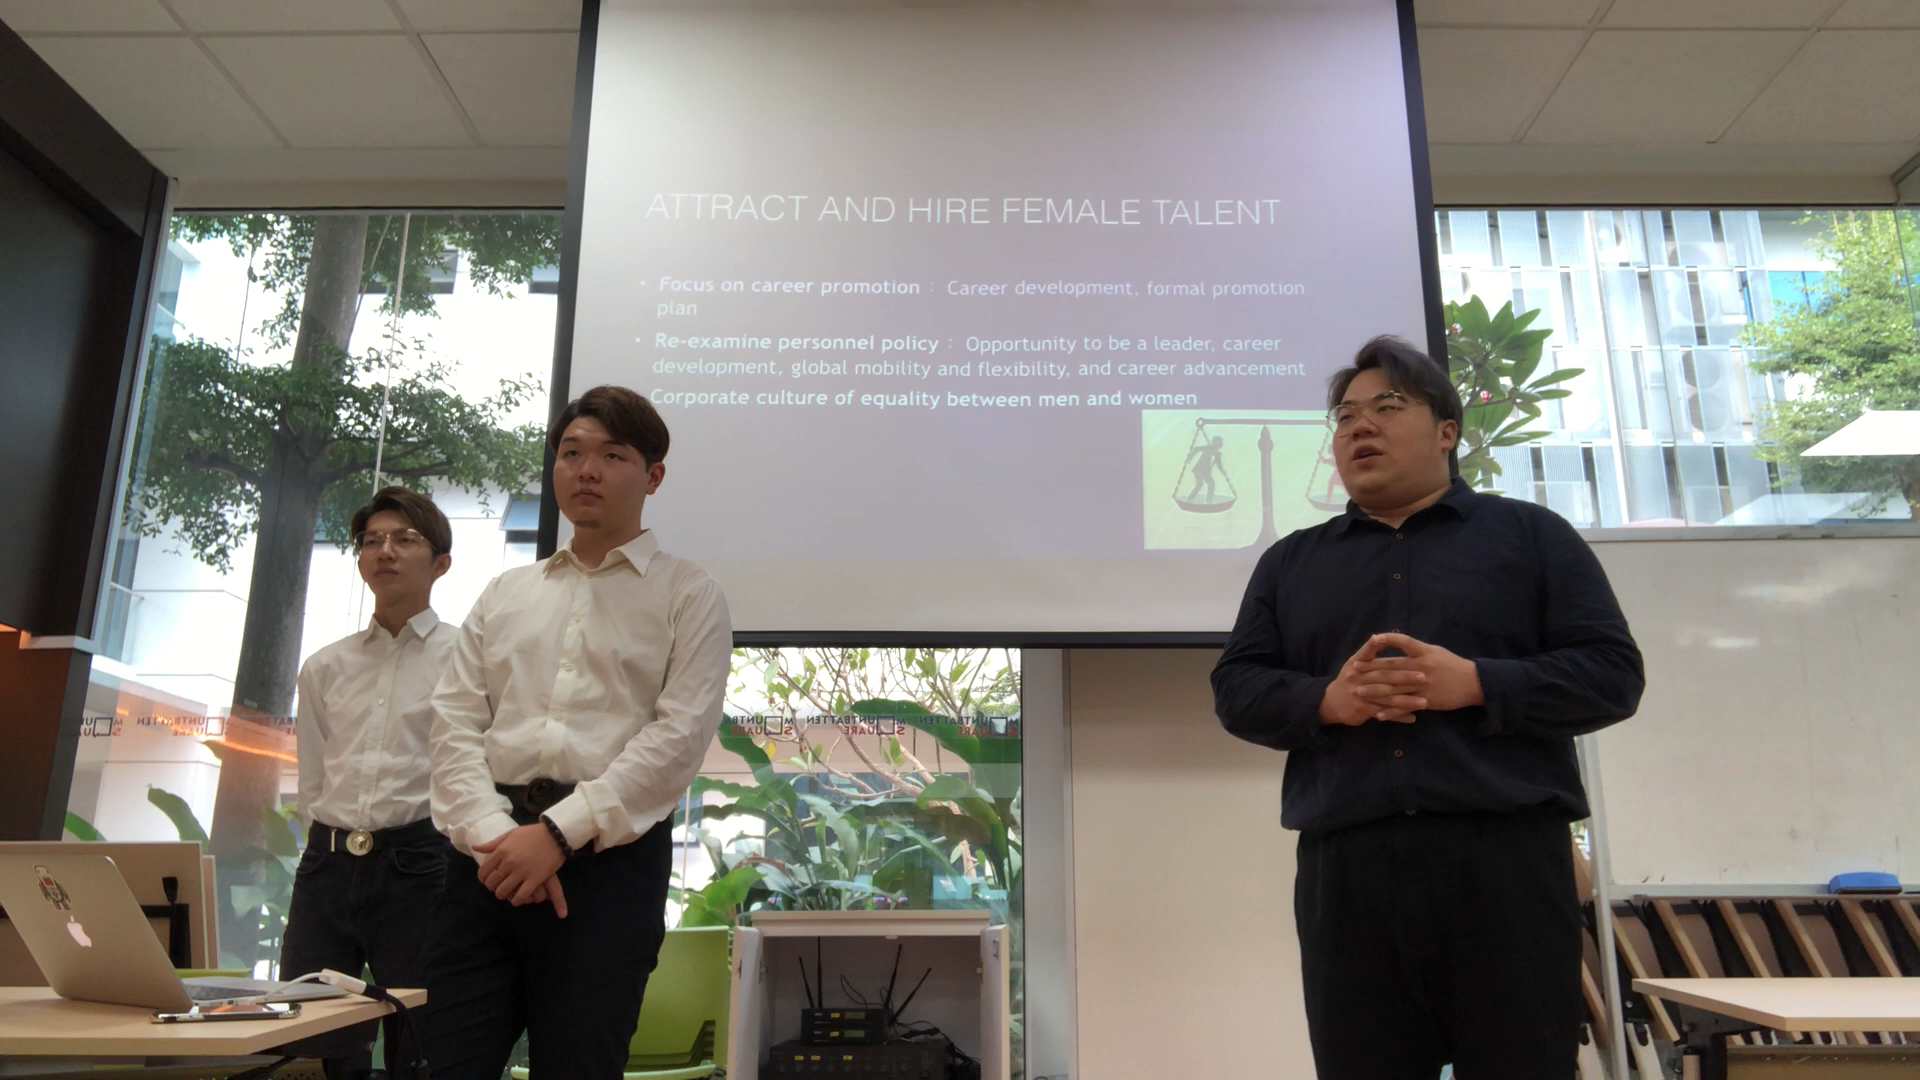 ATTRACT AND HIRE FEMALE TALENT
• Focus on career promotion : Career development, formal promotion
plan
• Re-examine personnel policy : Opportunity to be a leader, career
development, global mobility and flexibility, and career advancement
Corporate culture of equality between men and women
MOUNTBATTEN
SQUARE